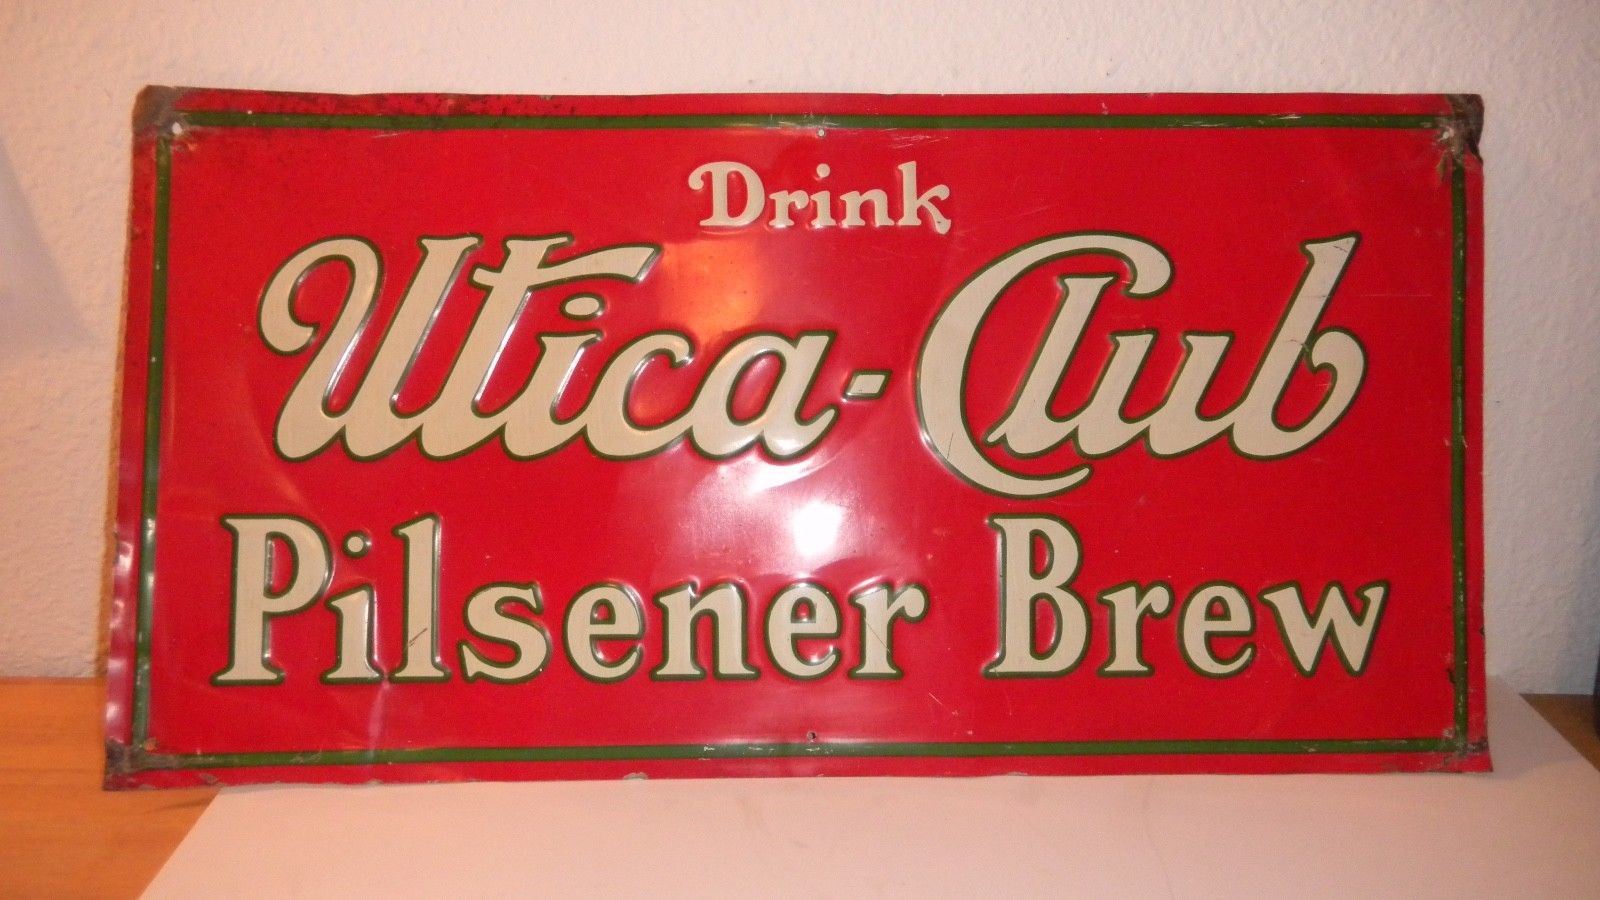 Drink
Utica-Club
Pilsener Brew